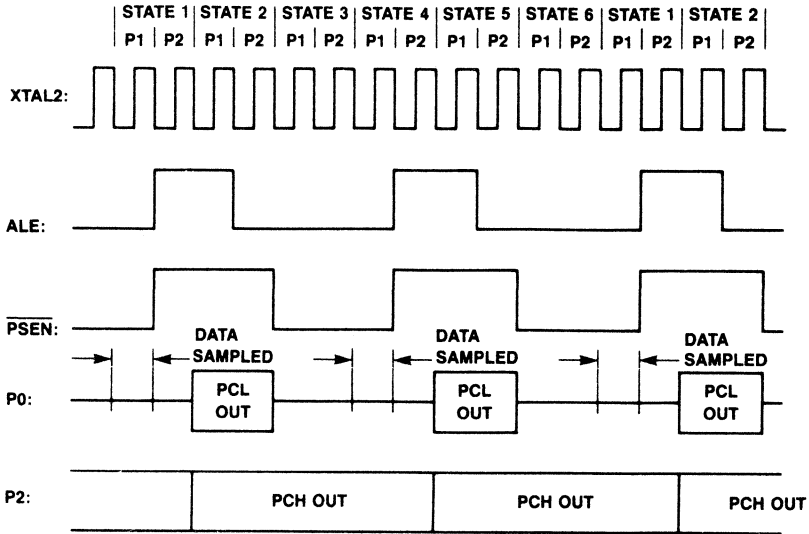 STATE 1 STATE 2 STATE 3 STATE 4 STATE 5 STATE 6 STATE 1 STATE 2
P1 P2 P1 P2 P1 P2 P1 P2 P1 P2 P1 P2 P1 P2 P1 P2
XTAL2:
ALE:
PSEN:
DATA SAMPLED
DATA SAMPLED
DATA SAMPLED
P0:
PCL OUT
PCL OUT
PCL OUT
P2:
PCH OUT
PCH OUT
PCH OUT